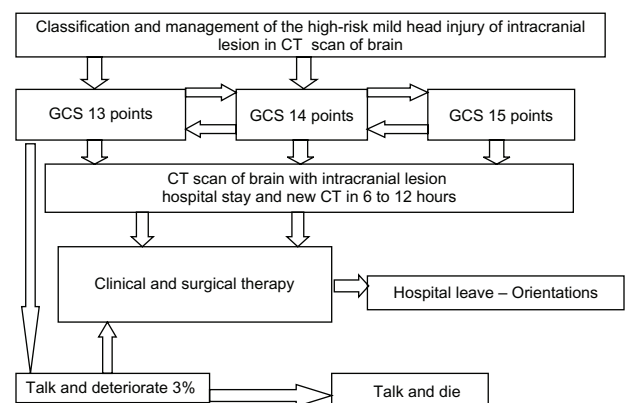 Classification and management of the high-risk mild head injury of intracranial
lesion in CT scan of brain
GCS 13 points
GCS 14 points
GCS 15 points
CT scan of brain with intracranial lesion
hospital stay and new CT in 6 to 12 hours
Clinical and surgical therapy
Hospital leave – Orientations
Talk and deteriorate 3%
Talk and die